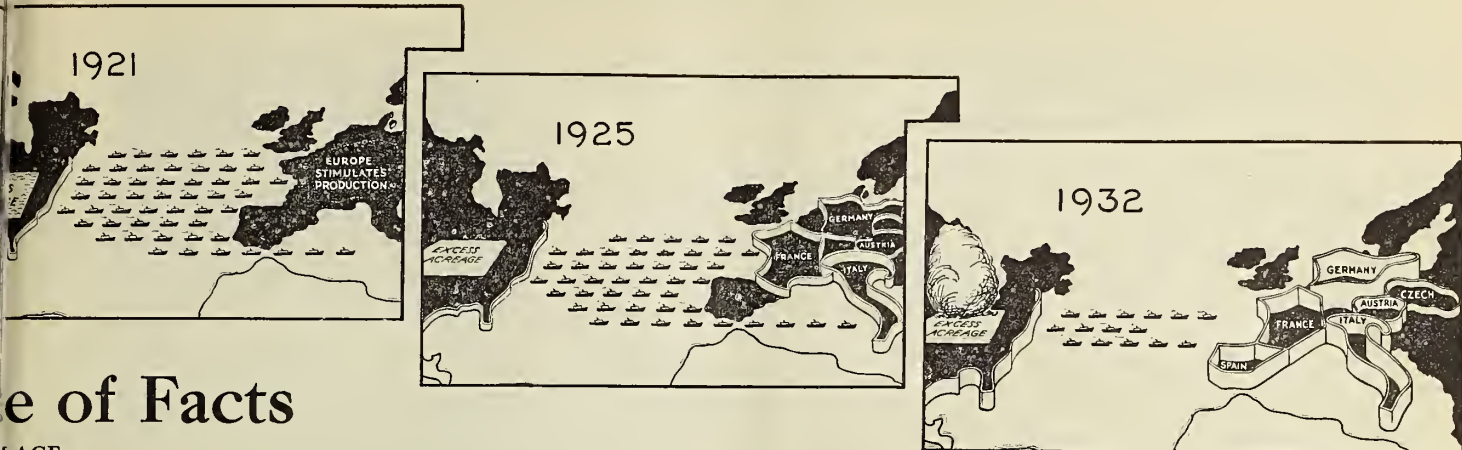 1921
EUROPE
STIMULATES
PRODUCTION
1925
EXCESS
ACREAGE
GERMANY
FRANCE
AUSTRIA
ITALY
1932
EXCESS
ACREAGE
GERMANY
AUSTRIA
CZECH
FRANCE
ITALY
SPAIN
e of Facts